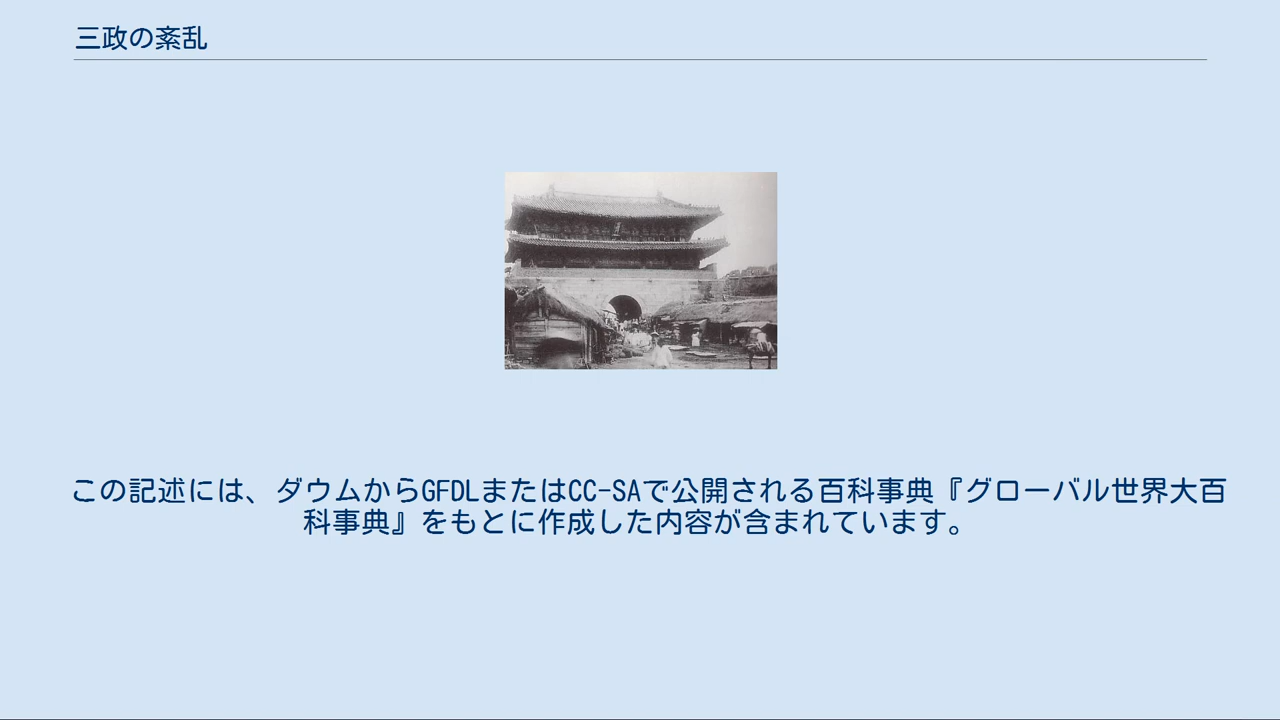 三政の紊乱
この記述には、ダウムからGFDLまたはCC-SAで公開される百科事典『グローバル世界大百
科事典』をもとに作成した内容が含まれています。